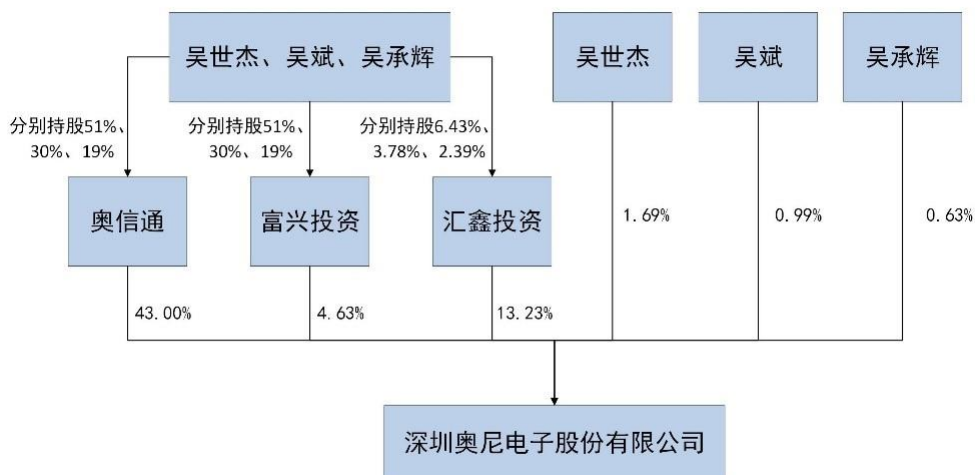 吴世杰、吴斌、吴承辉
吴世杰
吴斌
吴承辉
分别持股51%、
30%、19%
分别持股51%、
30%、19%
分别持股6.43%、
3.78%、2.39%
奥信通
富兴投资
汇鑫投资
1.69%
0.99%
0.63%
43.00%
4.63%
13.23%
深圳奥尼电子股份有限公司